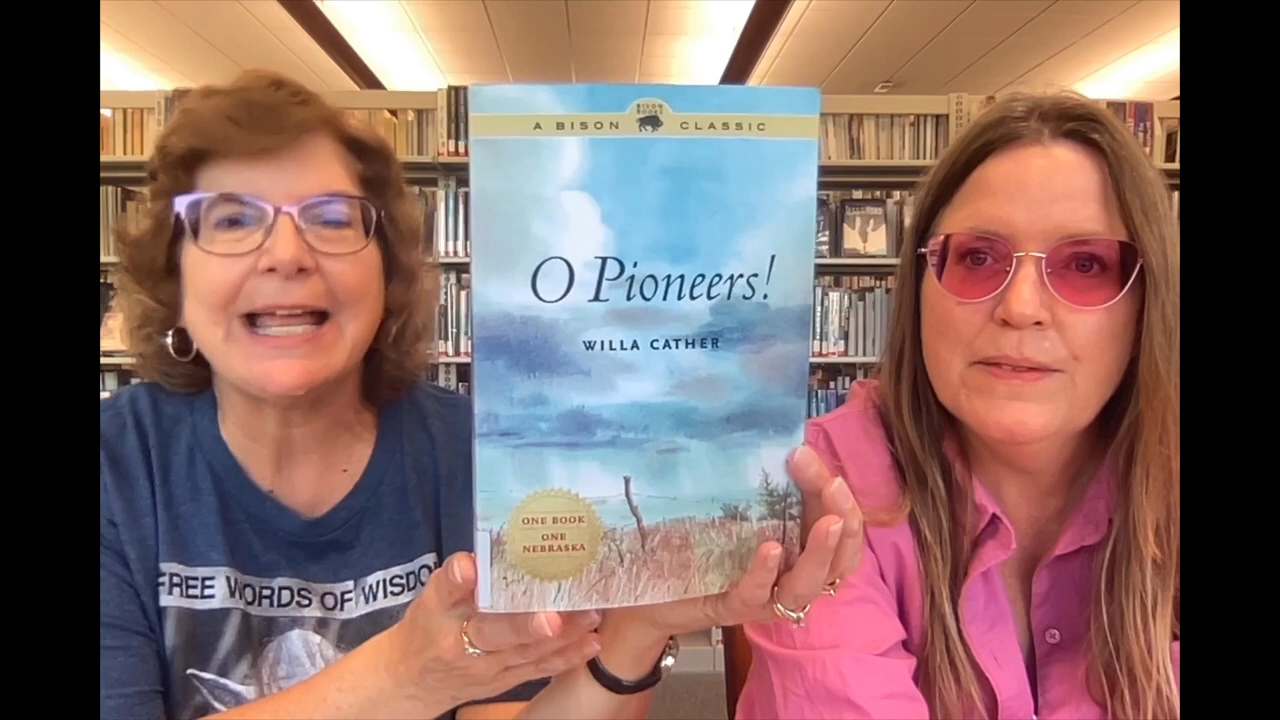 BISON
BOOKS
A BISON CLASSIC
O Pioneers!
WILLA CATHER
ONE BOOK
ONE
NEBRASKA
FREE WORDS OF WISDO